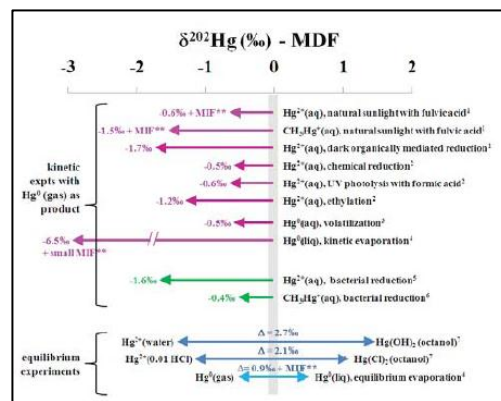 δ²⁰²Hg (‰) - MDF
-3 -2 -1 0 1 2
-0.6‰ + MIF** Hg²⁺(aq), natural sunlight with fulvic acid¹
-1.5‰ + MIF** CH₃Hg⁺(aq), natural sunlight with fulvic acid¹
-1.7‰ Hg²⁺(aq), dark organically mediated reduction¹
kinetic
expts with
Hg⁰ (gas) as
product
-0.5‰ Hg²⁺(aq), chemical reduction²
-0.6‰ Hg²⁺(aq), UV photolysis with formic acid²
-1.2‰ Hg²⁺(aq), ethylation²
-0.5‰ Hg⁰(aq), volatilization³
-6.5‰ Hg⁰(liq), kinetic evaporation⁴
+ small MIF**
-1.6‰ Hg²⁺(aq), bacterial reduction⁵
-0.4‰ CH₃Hg⁺(aq), bacterial reduction⁶
equilibrium
experiments
Δ = 2.7‰
Hg²⁺(water) Hg(OH)₂ (octanol)⁷
Δ = 2.1‰
Hg²⁺(0.01 HCl) Hg(Cl)₂ (octanol)⁷
Δ= 0.9‰ + MIF**
Hg⁰(gas) Hg⁰(liq), equilibrium evaporation⁴